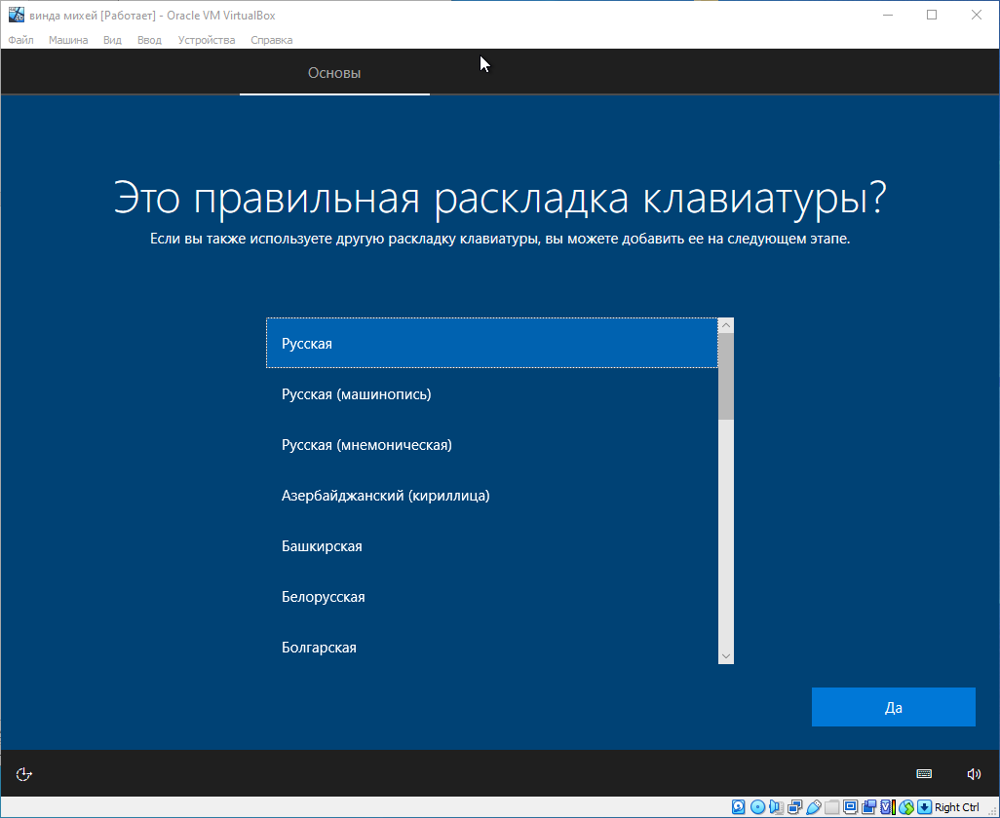 винда михей [Работает] - Oracle VM VirtualBox
Файл Машина Вид Ввод Устройства Справка
Основы
Это правильная раскладка клавиатуры?
Если вы также используете другую раскладку клавиатуры, вы можете добавить ее на следующем этапе.
Русская
Русская (машинопись)
Русская (мнемоническая)
Азербайджанский (кириллица)
Башкирская
Белорусская
Болгарская
Да
Right Ctrl